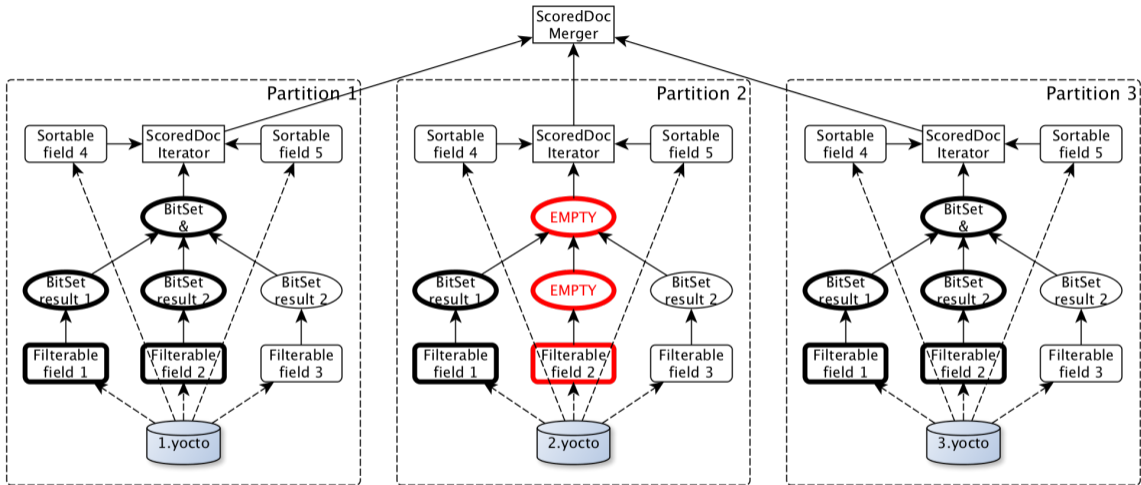 ScoredDoc
Merger
Partition 1
Sortable
field 4
ScoredDoc
Iterator
Sortable
field 5
BitSet
&
BitSet
result 1
BitSet
result 2
BitSet
result 2
Filterable
field 1
Filterable
field 2
Filterable
field 3
1.yocto
Partition 2
Sortable
field 4
ScoredDoc
Iterator
Sortable
field 5
EMPTY
BitSet
result 1
EMPTY
BitSet
result 2
Filterable
field 1
Filterable
field 2
Filterable
field 3
2.yocto
Partition 3
Sortable
field 4
ScoredDoc
Iterator
Sortable
field 5
BitSet
&
BitSet
result 1
BitSet
result 2
BitSet
result 2
Filterable
field 1
Filterable
field 2
Filterable
field 3
3.yocto